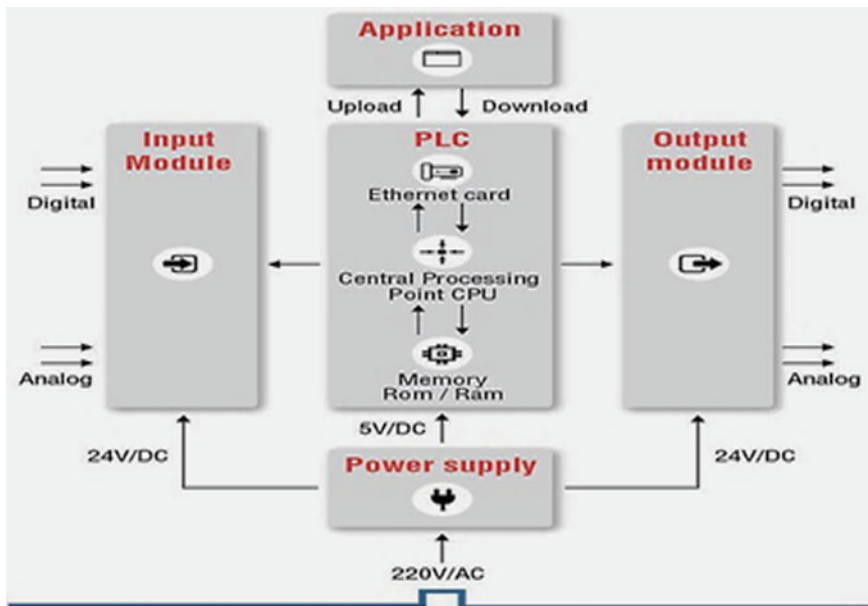 Application
Upload
Download
Input
Module
PLC
Output
module
Ethernet card
Digital
Digital
Central Processing
Point CPU
Analog
Memory
Rom / Ram
Analog
5V/DC
24V/DC
Power supply
24V/DC
220V/AC